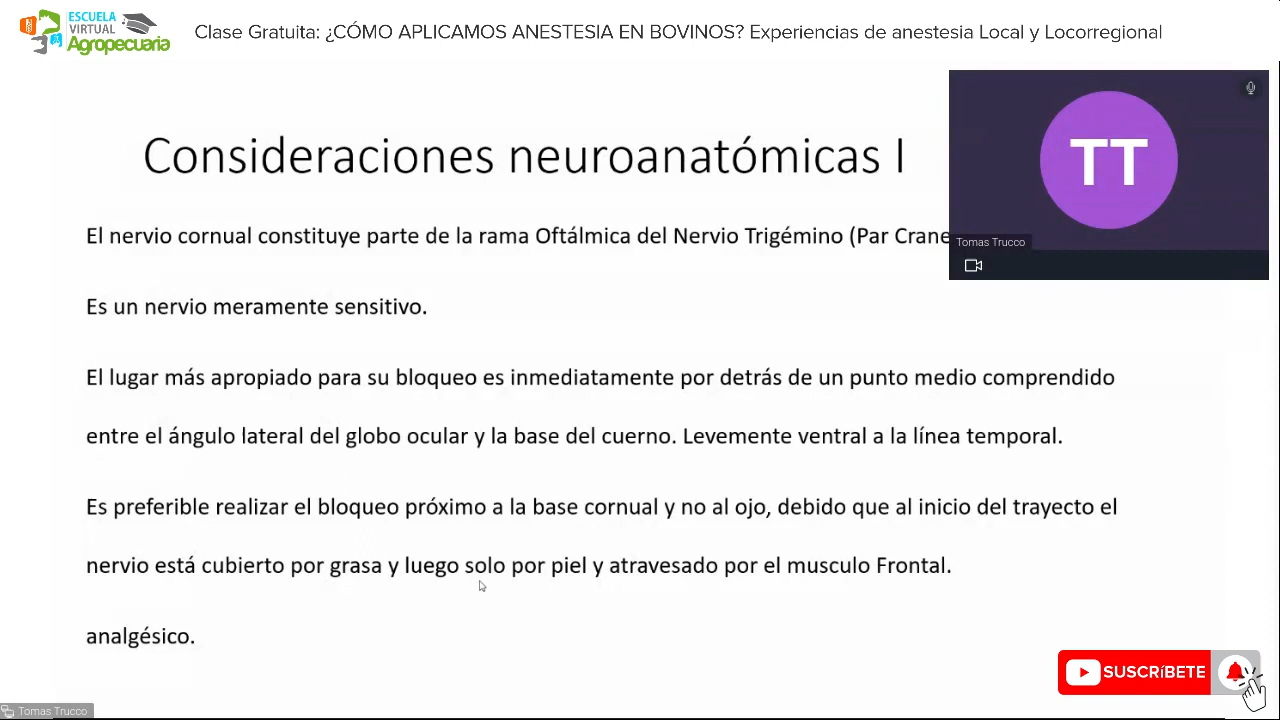 ESCUELA
VIRTUAL
Agropecuaria
Clase Gratuita: ¿CÓMO APLICAMOS ANESTESIA EN BOVINOS? Experiencias de anestesia Local y Locorregional
Consideraciones neuroanatómicas I
TT
Tomas Trucco
El nervio cornual constituye parte de la rama Oftálmica del Nervio Trigémino (Par Crane
Es un nervio meramente sensitivo.
El lugar más apropiado para su bloqueo es inmediatamente por detrás de un punto medio comprendido
entre el ángulo lateral del globo ocular y la base del cuerno. Levemente ventral a la línea temporal.
Es preferible realizar el bloqueo próximo a la base cornual y no al ojo, debido que al inicio del trayecto el
nervio está cubierto por grasa y luego solo por piel y atravesado por el musculo Frontal.
analgésico.
SUSCRíBETE
Tomas Trucco